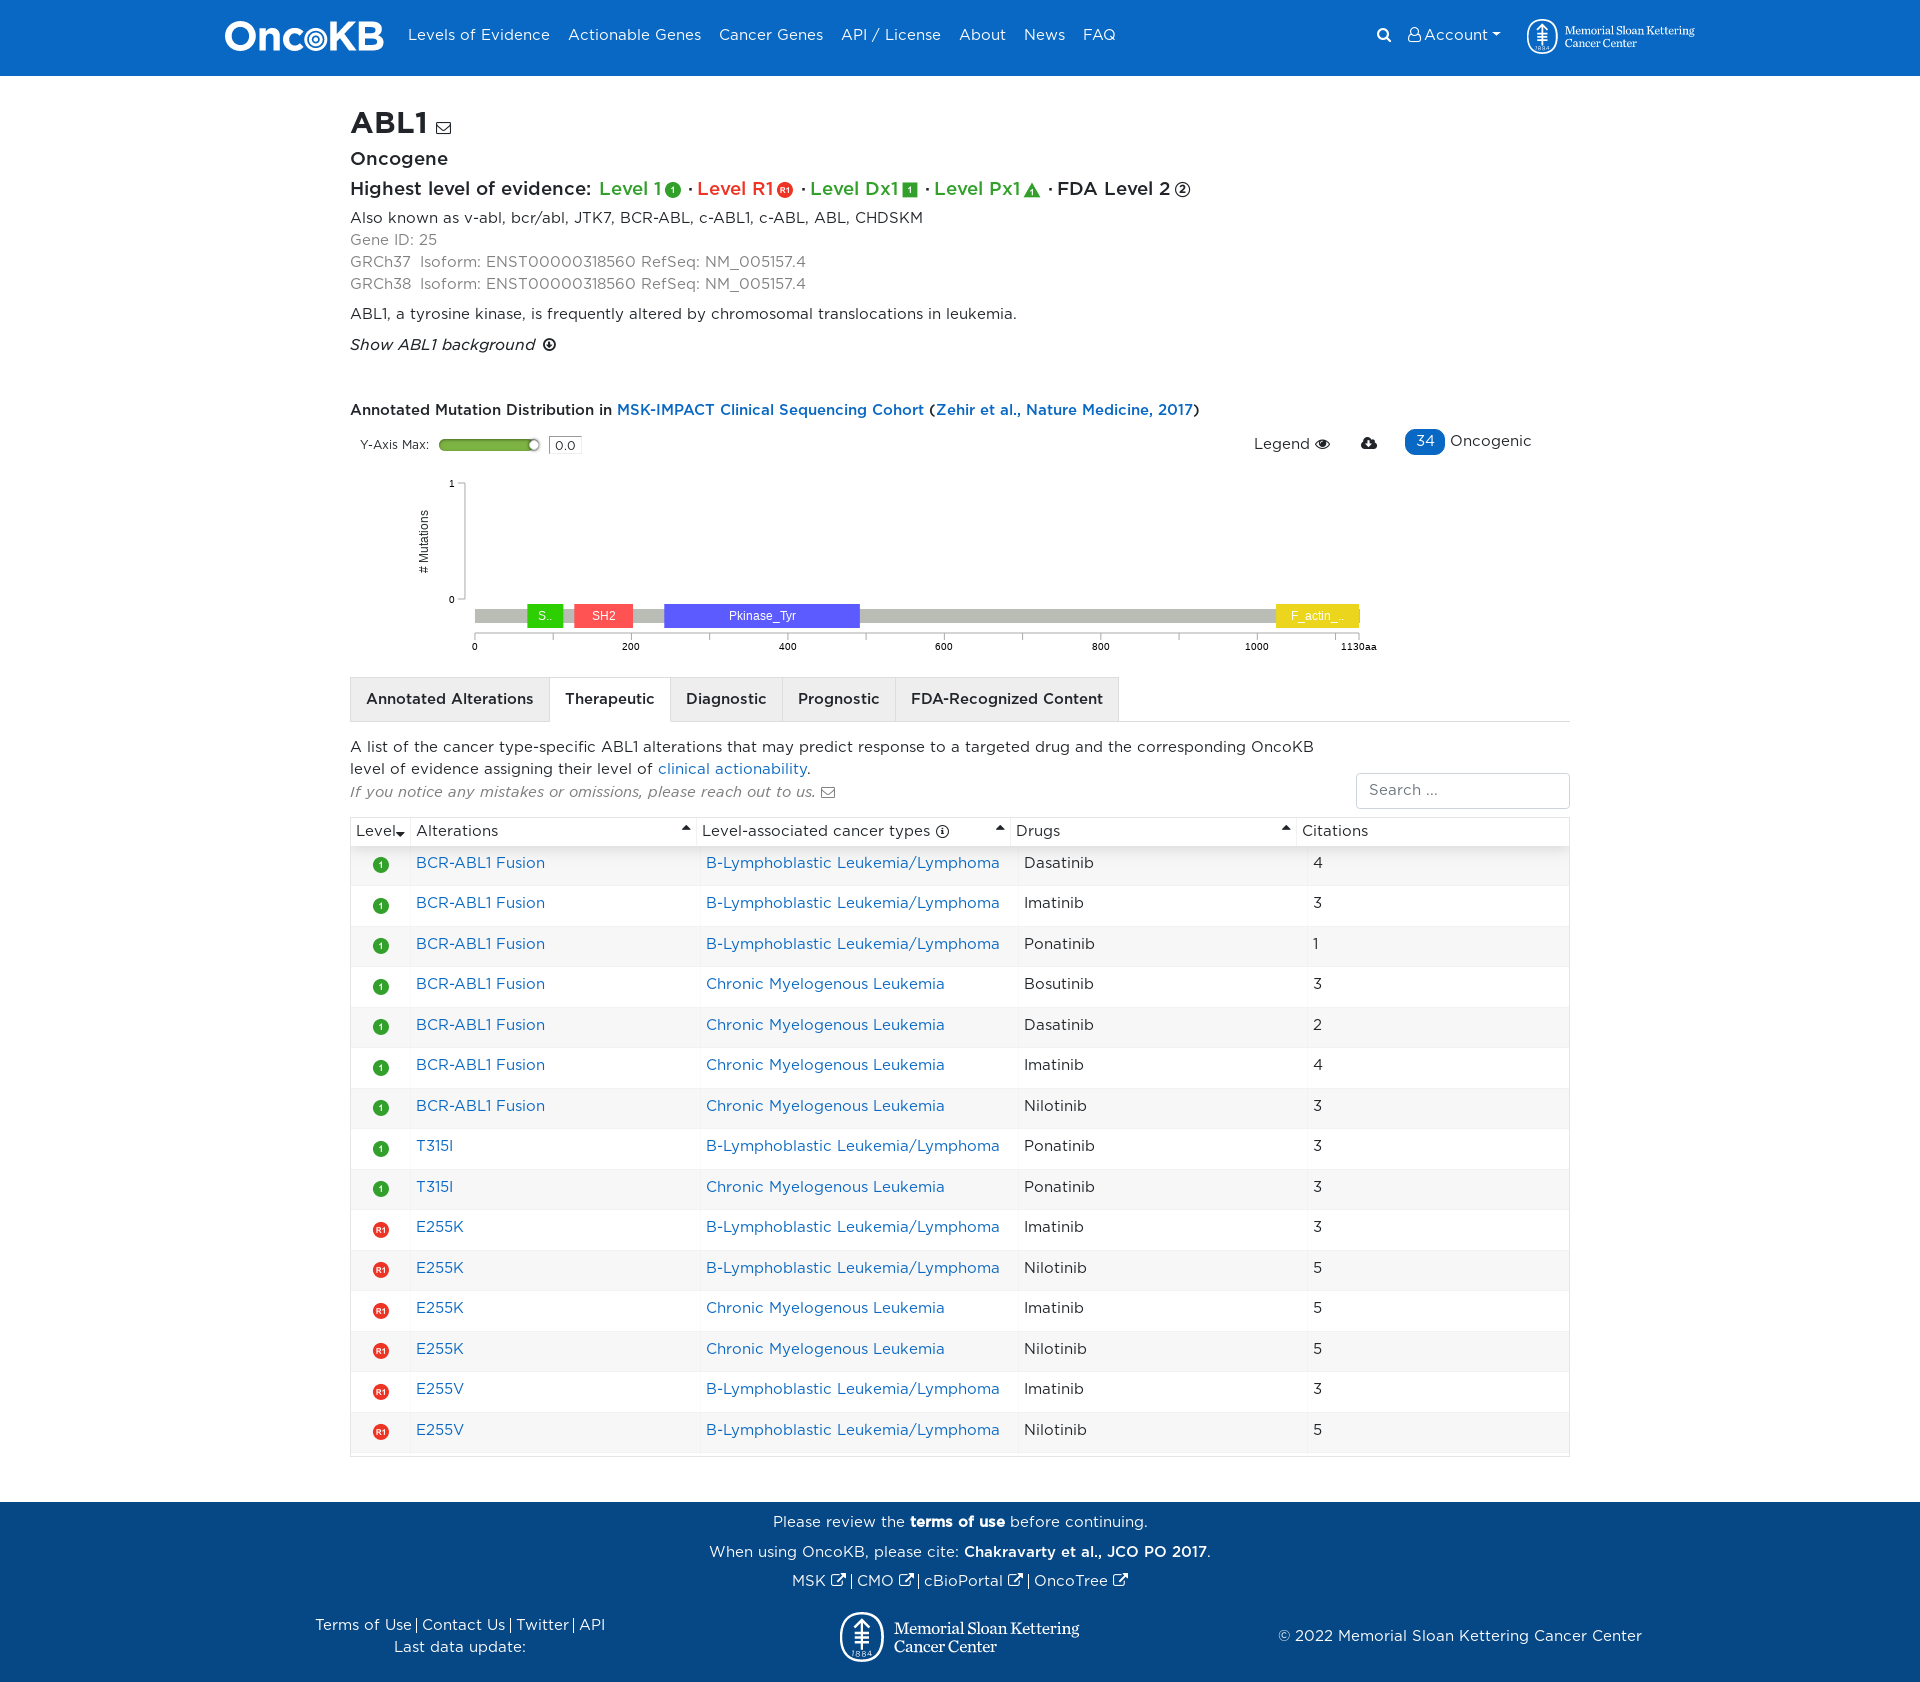 OncoKB Levels of Evidence Actionable Genes Cancer Genes API / License About News FAQ Account 1884 Memorial Sloan Kettering Cancer Center
ABL1
Oncogene
Highest level of evidence: Level 1 1 · Level R1 R1 · Level Dx1 1 · Level Px1 1 · FDA Level 2 2
Also known as v-abl, bcr/abl, JTK7, BCR-ABL, c-ABL1, c-ABL, ABL, CHDSKM
Gene ID: 25
GRCh37 Isoform: ENST00000318560 RefSeq: NM_005157.4
GRCh38 Isoform: ENST00000318560 RefSeq: NM_005157.4
ABL1, a tyrosine kinase, is frequently altered by chromosomal translocations in leukemia.
Show ABL1 background
Annotated Mutation Distribution in MSK-IMPACT Clinical Sequencing Cohort (Zehir et al., Nature Medicine, 2017)
Y-Axis Max: 0.0 Legend 34 Oncogenic
1
# Mutations
0
S.. SH2 Pkinase_Tyr F_actin_..
0 200 400 600 800 1000 1130aa
Annotated Alterations Therapeutic Diagnostic Prognostic FDA-Recognized Content
A list of the cancer type-specific ABL1 alterations that may predict response to a targeted drug and the corresponding OncoKB
level of evidence assigning their level of clinical actionability.
If you notice any mistakes or omissions, please reach out to us.
Search ...
Level Alterations Level-associated cancer types Drugs Citations
1 BCR-ABL1 Fusion B-Lymphoblastic Leukemia/Lymphoma Dasatinib 4
1 BCR-ABL1 Fusion B-Lymphoblastic Leukemia/Lymphoma Imatinib 3
1 BCR-ABL1 Fusion B-Lymphoblastic Leukemia/Lymphoma Ponatinib 1
1 BCR-ABL1 Fusion Chronic Myelogenous Leukemia Bosutinib 3
1 BCR-ABL1 Fusion Chronic Myelogenous Leukemia Dasatinib 2
1 BCR-ABL1 Fusion Chronic Myelogenous Leukemia Imatinib 4
1 BCR-ABL1 Fusion Chronic Myelogenous Leukemia Nilotinib 3
1 T315I B-Lymphoblastic Leukemia/Lymphoma Ponatinib 3
1 T315I Chronic Myelogenous Leukemia Ponatinib 3
R1 E255K B-Lymphoblastic Leukemia/Lymphoma Imatinib 3
R1 E255K B-Lymphoblastic Leukemia/Lymphoma Nilotinib 5
R1 E255K Chronic Myelogenous Leukemia Imatinib 5
R1 E255K Chronic Myelogenous Leukemia Nilotinib 5
R1 E255V B-Lymphoblastic Leukemia/Lymphoma Imatinib 3
R1 E255V B-Lymphoblastic Leukemia/Lymphoma Nilotinib 5
Please review the terms of use before continuing.
When using OncoKB, please cite: Chakravarty et al., JCO PO 2017.
MSK | CMO | cBioPortal | OncoTree
Terms of Use | Contact Us | Twitter | API
Last data update:
1884 Memorial Sloan Kettering
Cancer Center
© 2022 Memorial Sloan Kettering Cancer Center